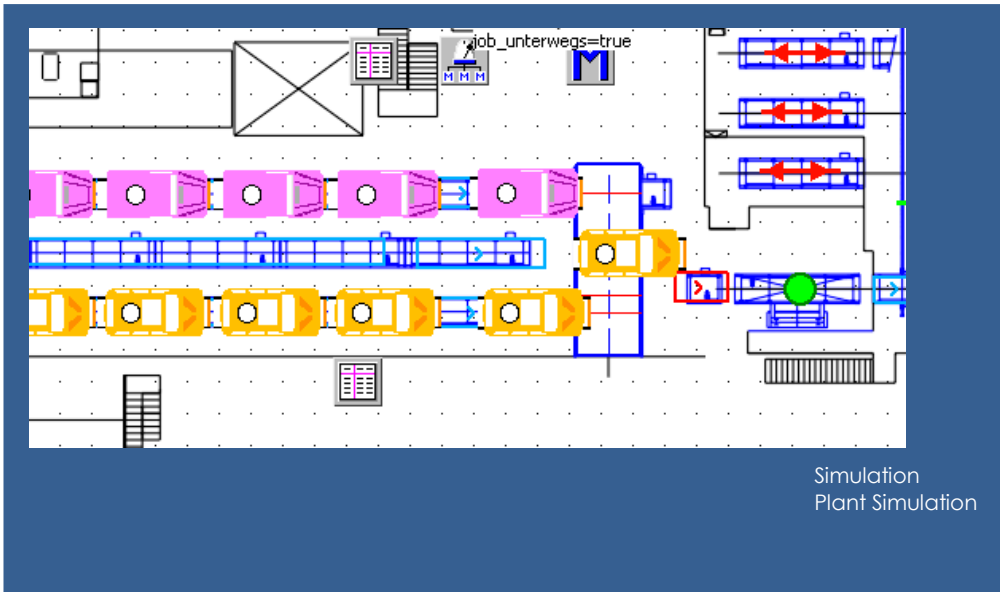 job_unterwegs=true
M M M
M
Simulation
Plant Simulation